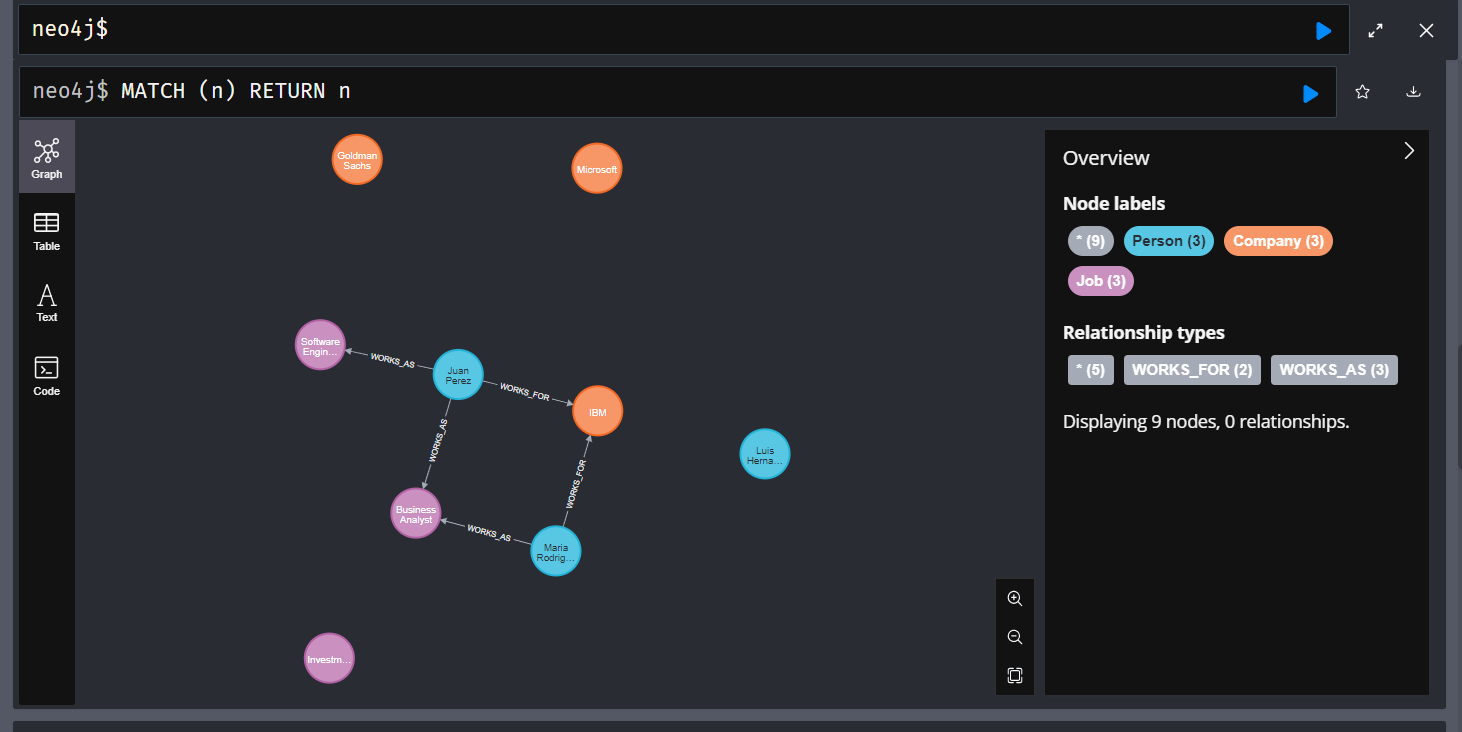 neo4j$
neo4j$ MATCH (n) RETURN n
Graph
Table
Text
Code
Goldman
Sachs
Microsoft
Software
Engin...
WORKS_AS
Juan
Perez
WORKS_FOR
IBM
WORKS_AS
WORKS_FOR
Luis
Herna...
Business
Analyst
WORKS_AS
Maria
Rodrig...
Investm...
Overview
Node labels
* (9) Person (3) Company (3)
Job (3)
Relationship types
* (5) WORKS_FOR (2) WORKS_AS (3)
Displaying 9 nodes, 0 relationships.